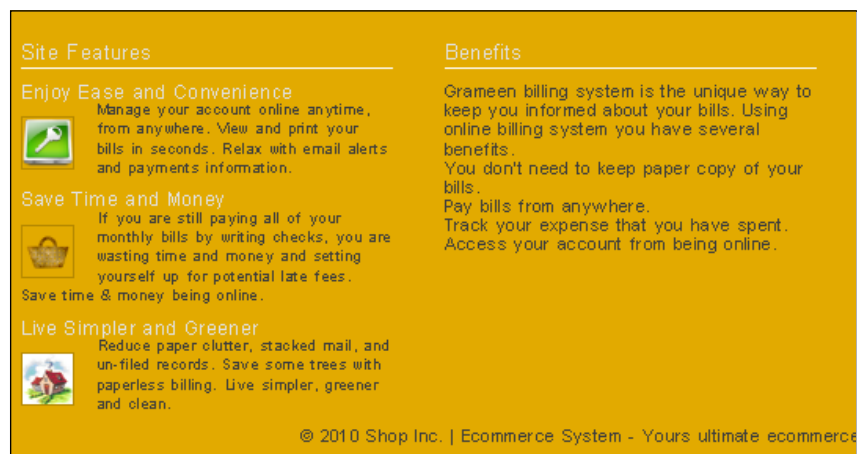 Site Features
Enjoy Ease and Convenience
Manage your account online anytime,
from anywhere. View and print your
bills in seconds. Relax with email alerts
and payments information.
Save Time and Money
If you are still paying all of your
monthly bills by writing checks, you are
wasting time and money and setting
yourself up for potential late fees.
Save time & money being online.
Live Simpler and Greener
Reduce paper clutter, stacked mail, and
un-filed records. Save some trees with
paperless billing. Live simpler, greener
and clean.
Benefits
Grameen billing system is the unique way to
keep you informed about your bills. Using
online billing system you have several
benefits.
You don't need to keep paper copy of your
bills.
Pay bills from anywhere.
Track your expense that you have spent.
Access your account from being online.
© 2010 Shop Inc. | Ecommerce System - Yours ultimate ecommerce